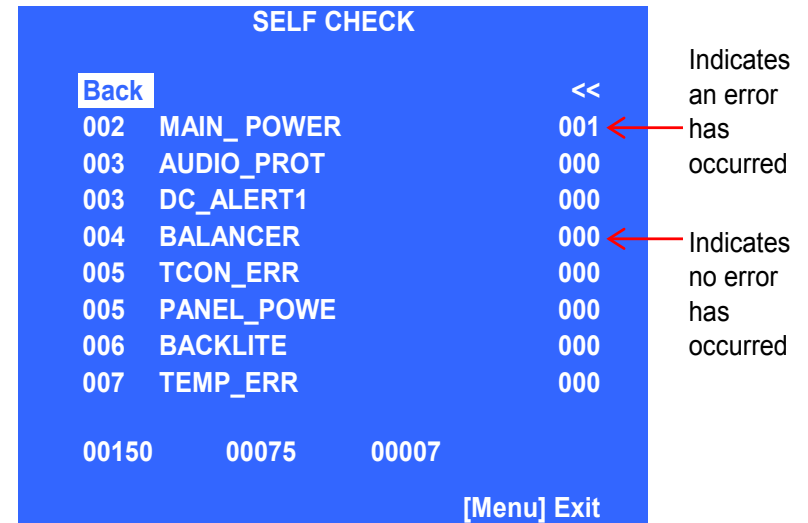 SELF CHECK
Back <<
002 MAIN_ POWER 001
003 AUDIO_PROT 000
003 DC_ALERT1 000
004 BALANCER 000
005 TCON_ERR 000
005 PANEL_POWE 000
006 BACKLITE 000
007 TEMP_ERR 000
00150 00075 00007
[Menu] Exit
Indicates
an error
has
occurred
Indicates
no error
has
occurred